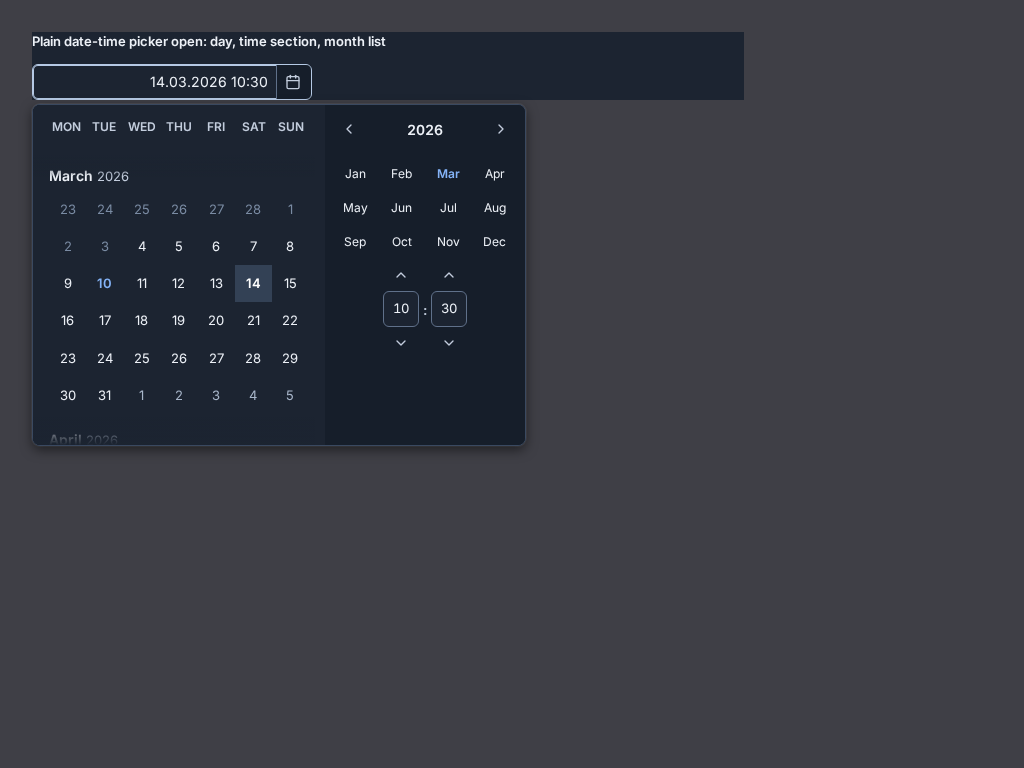 Plain date-time picker open: day, time section, month list
14.03.2026 10:30
MON TUE WED THU FRI SAT SUN
March 2026
23 24 25 26 27 28 1
2 3 4 5 6 7 8
9 10 11 12 13 14 15
16 17 18 19 20 21 22
23 24 25 26 27 28 29
30 31 1 2 3 4 5
April 2026
2026
Jan Feb Mar Apr
May Jun Jul Aug
Sep Oct Nov Dec
10 : 30